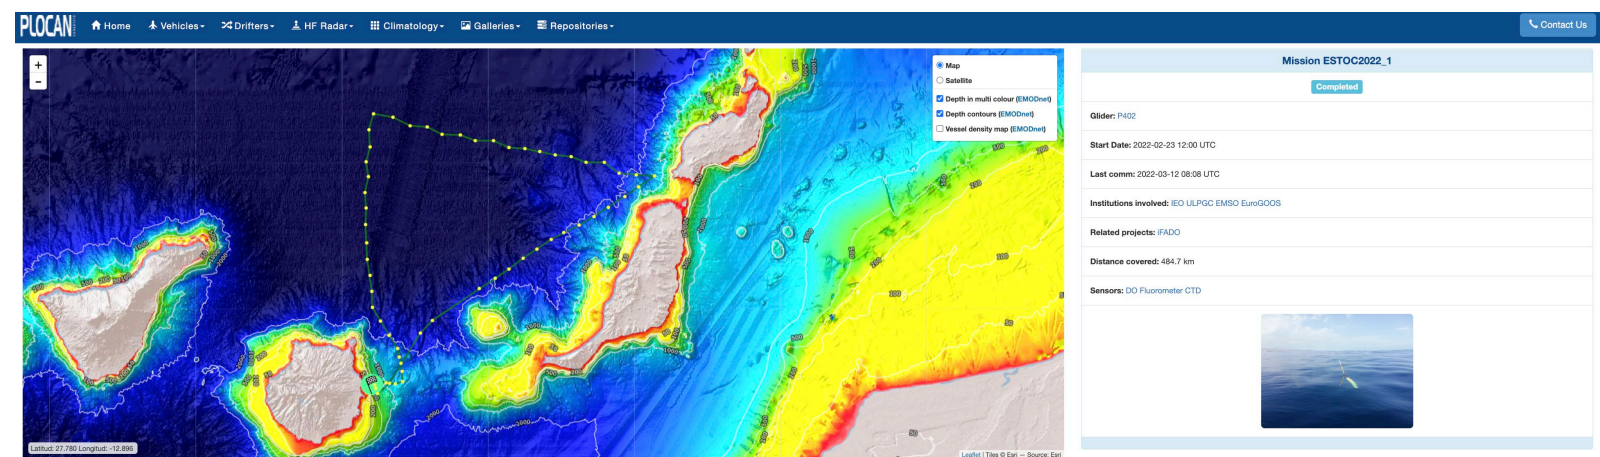 PLOCAN Home Vehicles Drifters HF Radar Climatology Galleries Repositories Contact Us
+
−
Map
Satellite
Depth in multi colour (EMODnet)
Depth contours (EMODnet)
Vessel density map (EMODnet)
Latitud: 27.780 Longitud: -12.896
Leaflet | Tiles © Esri — Source: Esri
Mission ESTOC2022_1
Completed
Glider: P402
Start Date: 2022-02-23 12:00 UTC
Last comm: 2022-03-12 08:08 UTC
Institutions involved: IEO ULPGC EMSO EuroGOOS
Related projects: iFADO
Distance covered: 484.7 km
Sensors: DO Fluorometer CTD